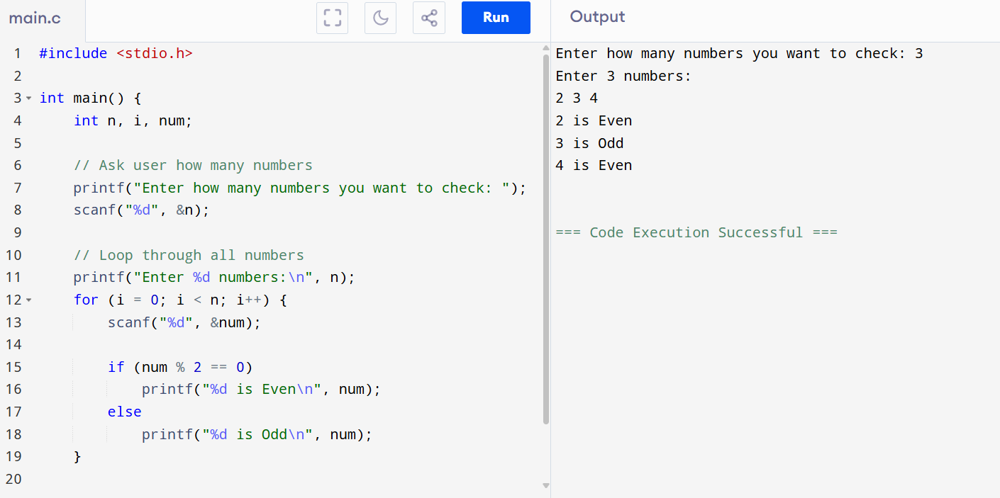 main.c
Run
Output
1 #include <stdio.h>
2
3 int main() {
4     int n, i, num;
5
6     // Ask user how many numbers
7     printf("Enter how many numbers you want to check: ");
8     scanf("%d", &n);
9
10     // Loop through all numbers
11     printf("Enter %d numbers:\n", n);
12     for (i = 0; i < n; i++) {
13         scanf("%d", &num);
14
15         if (num % 2 == 0)
16             printf("%d is Even\n", num);
17         else
18             printf("%d is Odd\n", num);
19     }
20
Enter how many numbers you want to check: 3
Enter 3 numbers:
2 3 4
2 is Even
3 is Odd
4 is Even
=== Code Execution Successful ===